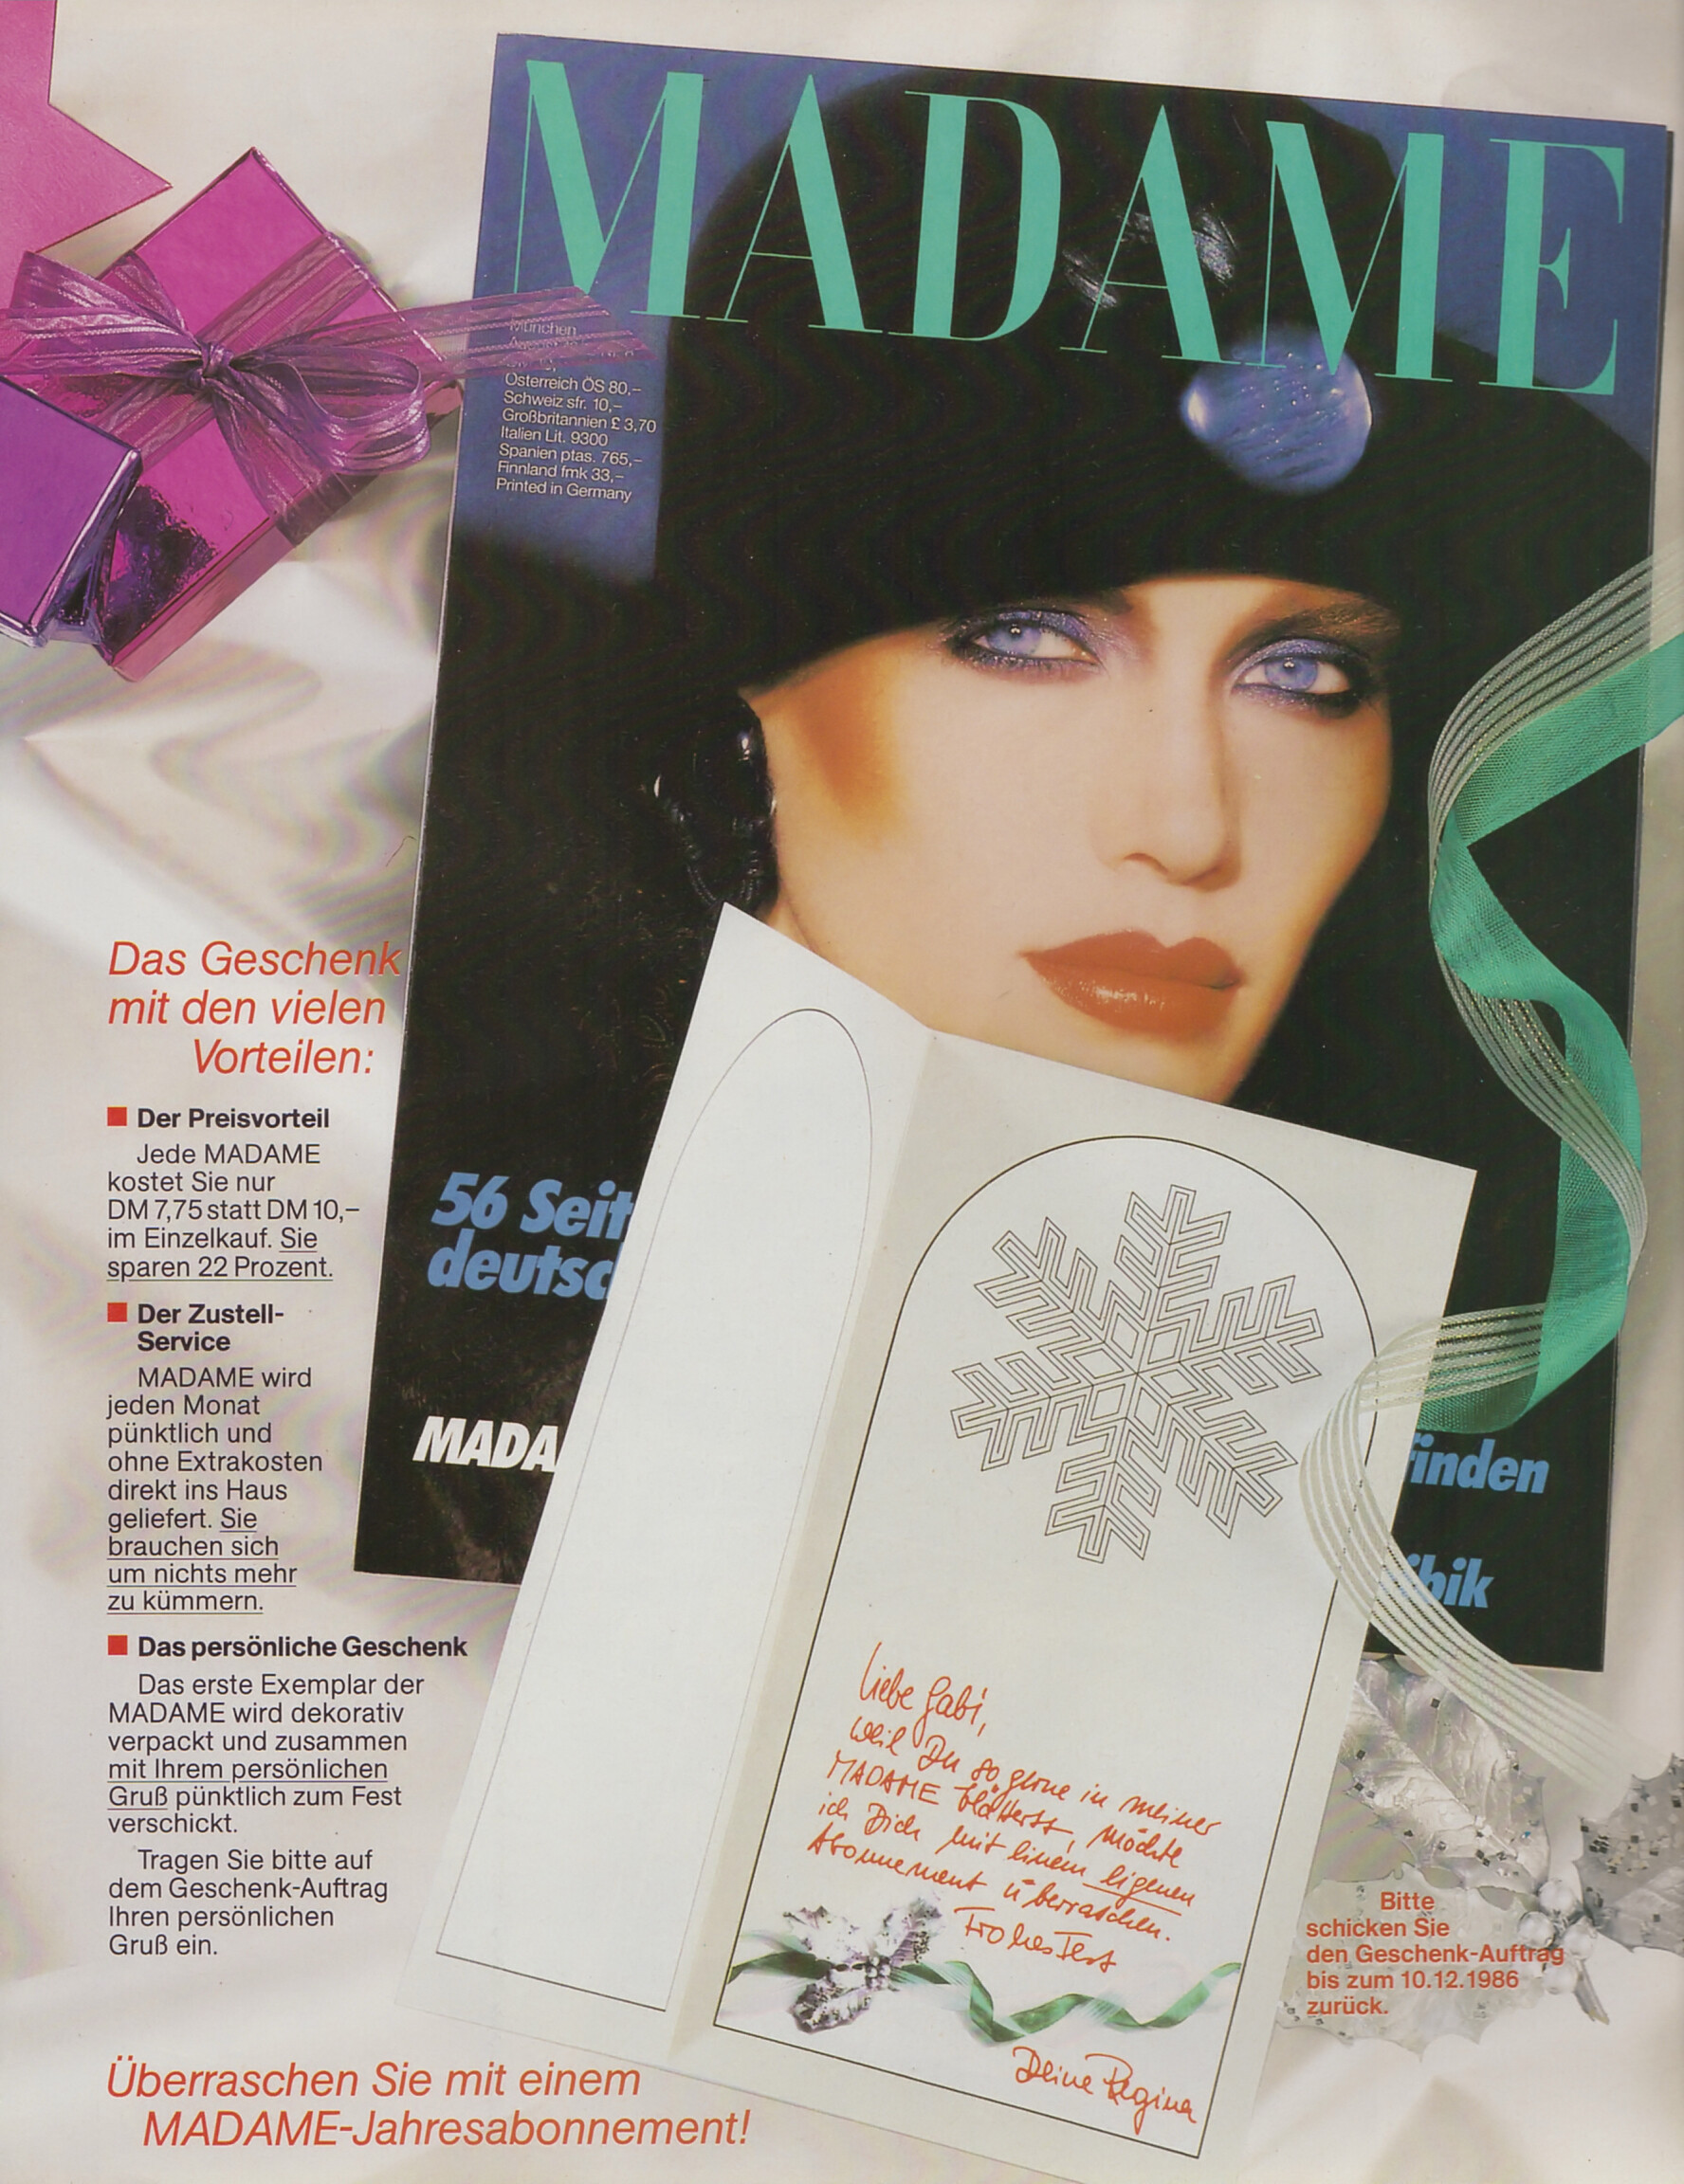 MADAME
München
Österreich ÖS 80,–
Schweiz sfr. 10,–
Großbritannien £ 3,70
Italien Lit. 9300
Spanien ptas. 765,–
Finnland fmk 33,–
Printed in Germany
56 Seit
deutsc
MADA
finden
ibik
Das Geschenk
mit den vielen
Vorteilen:
Der Preisvorteil
Jede MADAME
kostet Sie nur
DM 7,75 statt DM 10,–
im Einzelkauf. Sie
sparen 22 Prozent.
Der Zustell-
Service
MADAME wird
jeden Monat
pünktlich und
ohne Extrakosten
direkt ins Haus
geliefert. Sie
brauchen sich
um nichts mehr
zu kümmern.
Das persönliche Geschenk
Das erste Exemplar der
MADAME wird dekorativ
verpackt und zusammen
mit Ihrem persönlichen
Gruß pünktlich zum Fest
verschickt.
Tragen Sie bitte auf
dem Geschenk-Auftrag
Ihren persönlichen
Gruß ein.
Liebe Gabi,
weil Du so gerne in meiner
MADAME blätterst, möchte
ich Dich mit einem eigenen
Abonnement überraschen.
Frohes Fest
Deine Regina
Bitte
schicken Sie
den Geschenk-Auftrag
bis zum 10.12.1986
zurück.
Überraschen Sie mit einem
MADAME-Jahresabonnement!